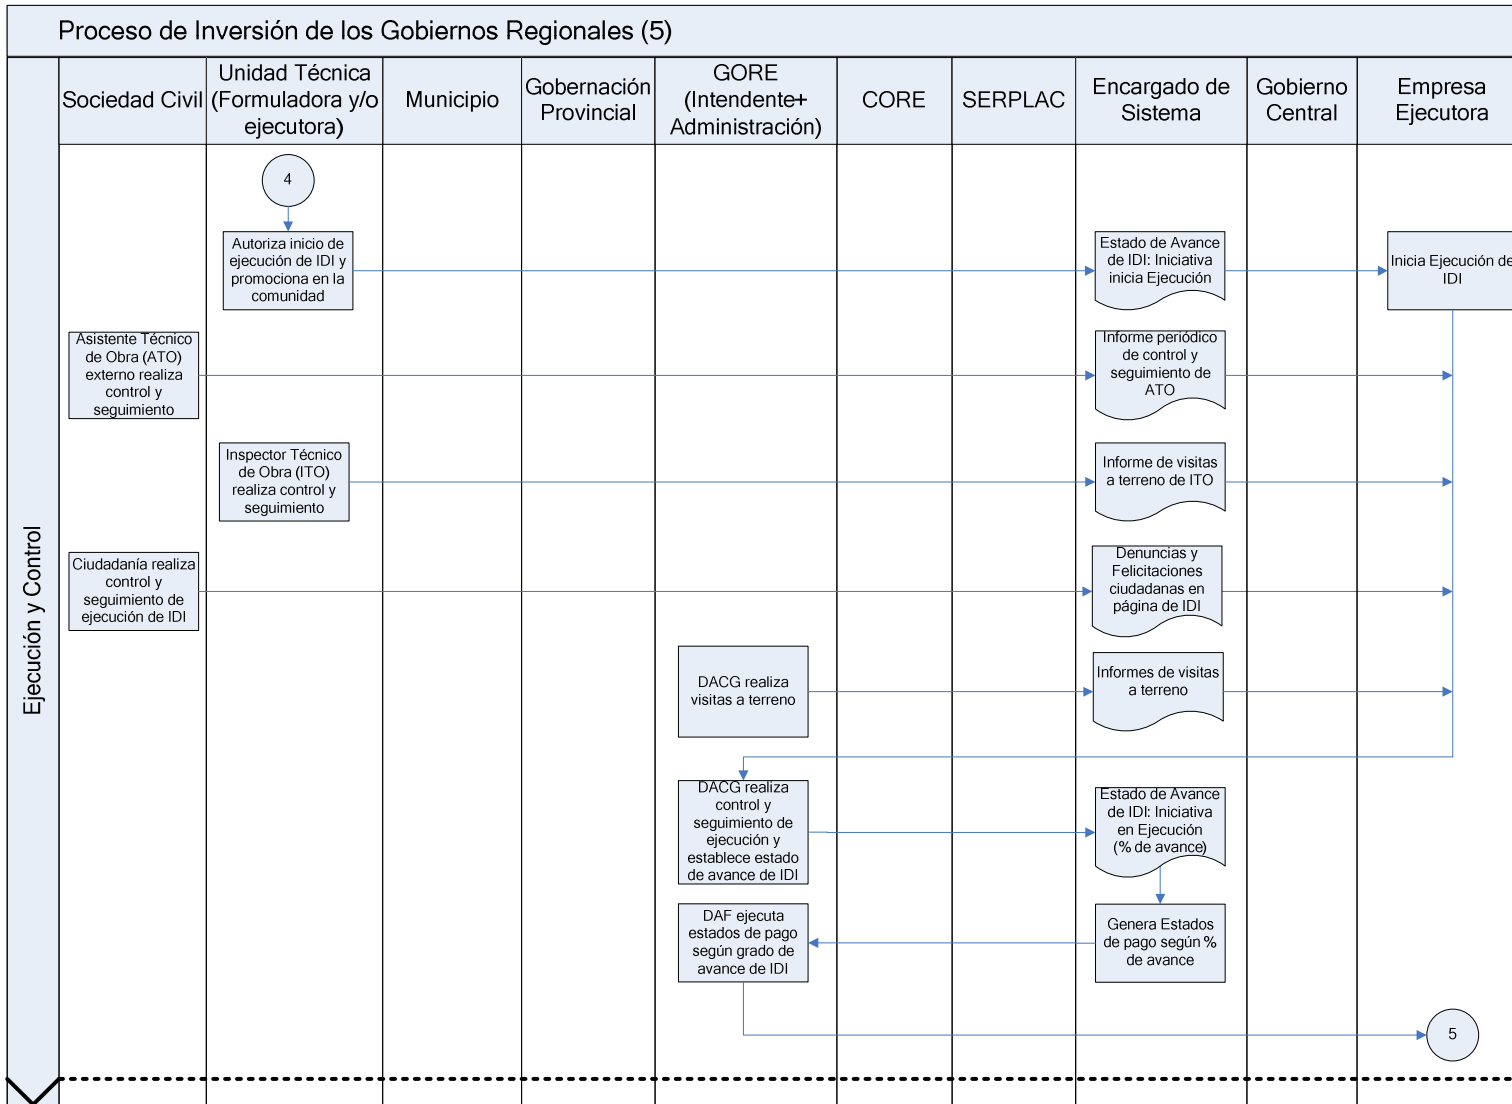 Proceso de Inversión de los Gobiernos Regionales (5)
Sociedad Civil
Unidad Técnica
(Formuladora y/o
ejecutora)
Municipio
Gobernación
Provincial
GORE
(Intendente+
Administración)
CORE
SERPLAC
Encargado de
Sistema
Gobierno
Central
Empresa
Ejecutora
Ejecución y Control
4
Autoriza inicio de
ejecución de IDI y
promociona en la
comunidad
Estado de Avance
de IDI: Iniciativa
inicia Ejecución
Inicia Ejecución de
IDI
Asistente Técnico
de Obra (ATO)
externo realiza
control y
seguimiento
Informe periódico
de control y
seguimiento de
ATO
Inspector Técnico
de Obra (ITO)
realiza control y
seguimiento
Informe de visitas
a terreno de ITO
Ciudadanía realiza
control y
seguimiento de
ejecución de IDI
Denuncias y
Felicitaciones
ciudadanas en
página de IDI
DACG realiza
visitas a terreno
Informes de visitas
a terreno
DACG realiza
control y
seguimiento de
ejecución y
establece estado
de avance de IDI
Estado de Avance
de IDI: Iniciativa
en Ejecución
(% de avance)
DAF ejecuta
estados de pago
según grado de
avance de IDI
Genera Estados
de pago según %
de avance
5